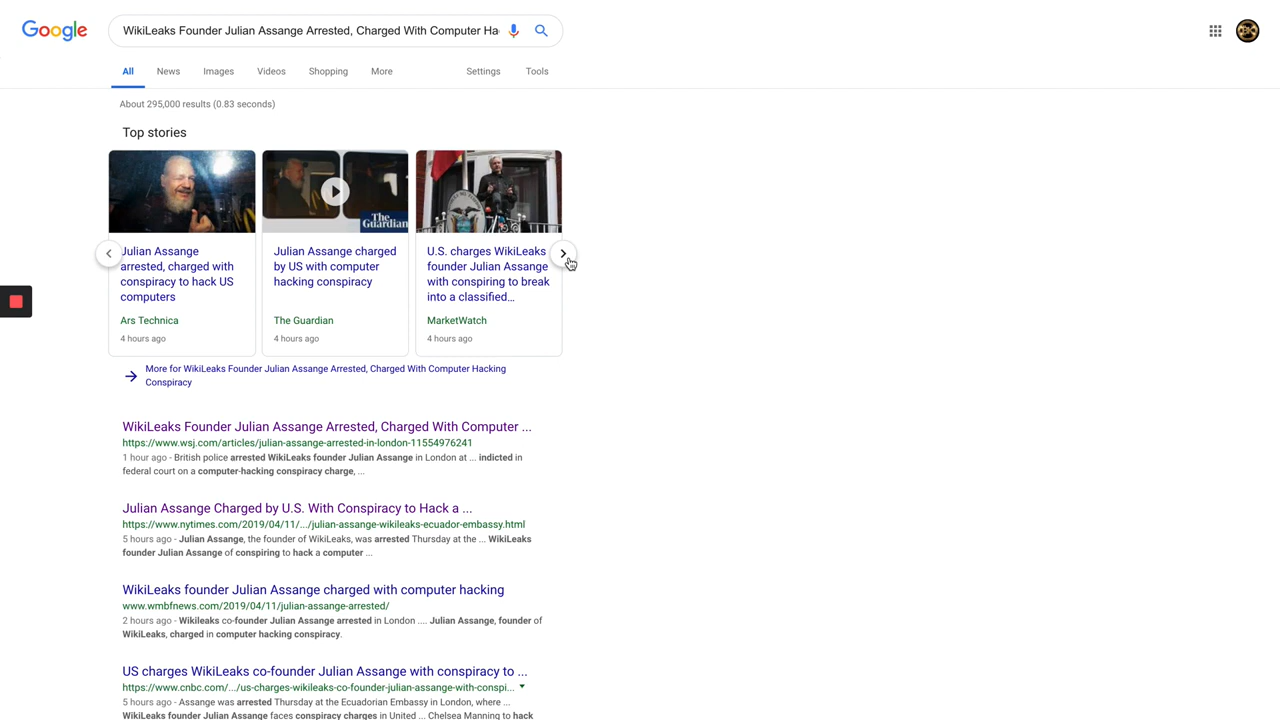 Google
WikiLeaks Founder Julian Assange Arrested, Charged With Computer Ha
All News Images Videos Shopping More Settings Tools
About 295,000 results (0.83 seconds)
Top stories
The
Guardian
Julian Assange
arrested, charged with
conspiracy to hack US
computers
Ars Technica
4 hours ago
Julian Assange charged
by US with computer
hacking conspiracy
The Guardian
4 hours ago
U.S. charges WikiLeaks
founder Julian Assange
with conspiring to break
into a classified…
MarketWatch
4 hours ago
More for WikiLeaks Founder Julian Assange Arrested, Charged With Computer Hacking
Conspiracy
WikiLeaks Founder Julian Assange Arrested, Charged With Computer ...
https://www.wsj.com/articles/julian-assange-arrested-in-london-11554976241
1 hour ago - British police arrested WikiLeaks founder Julian Assange in London at ... indicted in
federal court on a computer-hacking conspiracy charge, ...
Julian Assange Charged by U.S. With Conspiracy to Hack a ...
https://www.nytimes.com/2019/04/11/.../julian-assange-wikileaks-ecuador-embassy.html
5 hours ago - Julian Assange, the founder of WikiLeaks, was arrested Thursday at the ... WikiLeaks
founder Julian Assange of conspiring to hack a computer ...
WikiLeaks founder Julian Assange charged with computer hacking
www.wmbfnews.com/2019/04/11/julian-assange-arrested/
2 hours ago - Wikileaks co-founder Julian Assange arrested in London .... Julian Assange, founder of
WikiLeaks, charged in computer hacking conspiracy.
US charges WikiLeaks co-founder Julian Assange with conspiracy to ...
https://www.cnbc.com/.../us-charges-wikileaks-co-founder-julian-assange-with-conspi...
5 hours ago - Assange was arrested Thursday at the Ecuadorian Embassy in London, where ...
WikiLeaks founder Julian Assange faces conspiracy charges in United ... Chelsea Manning to hack